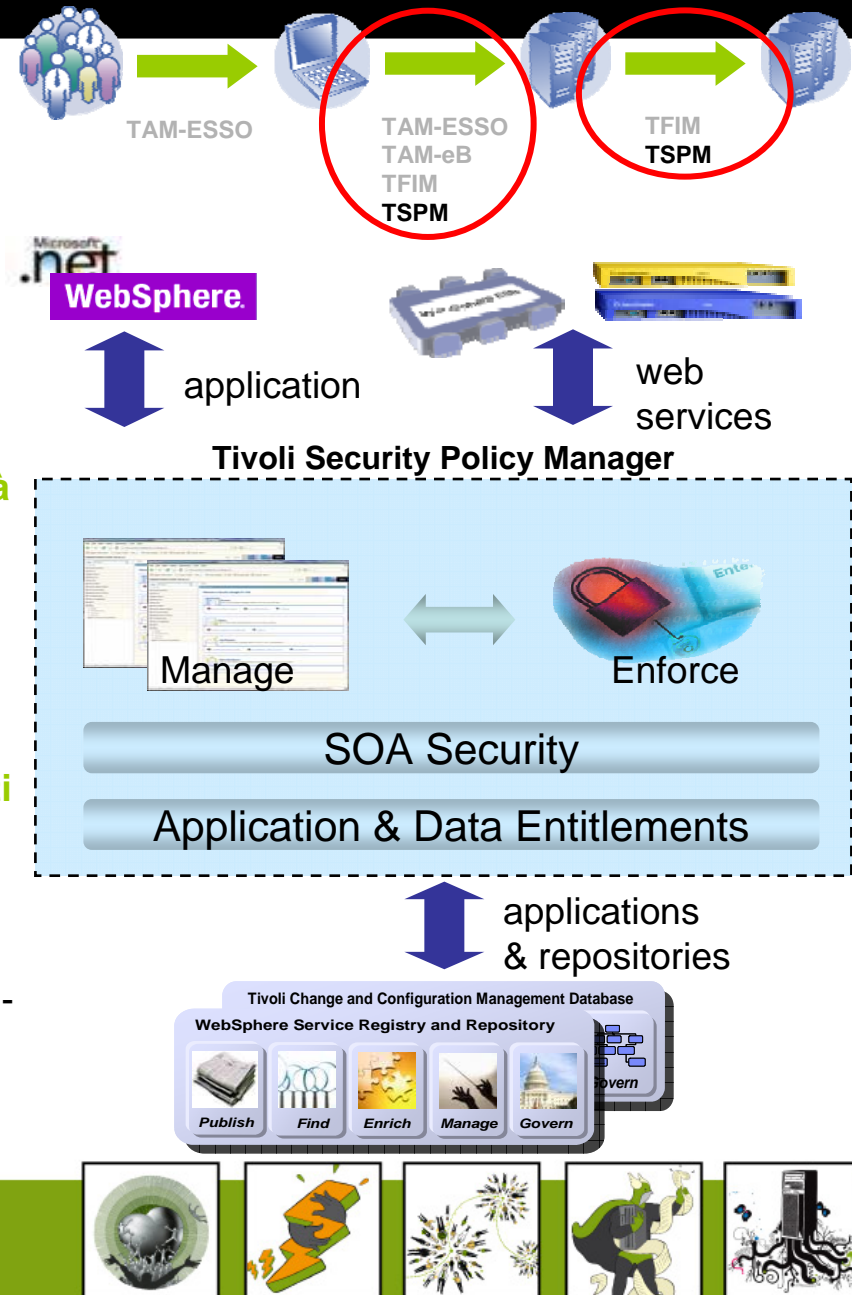 TAM-ESSO
TAM-ESSO
TAM-eB
TFIM
TSPM
TFIM
TSPM
Microsoft
.net
WebSphere.
application
web
services
Tivoli Security Policy Manager
à
Manage
Enter
Enforce
SOA Security
i
Application & Data Entitlements
applications
& repositories
-
Tivoli Change and Configuration Management Database
WebSphere Service Registry and Repository
Govern
Publish
Find
Enrich
Manage
Govern